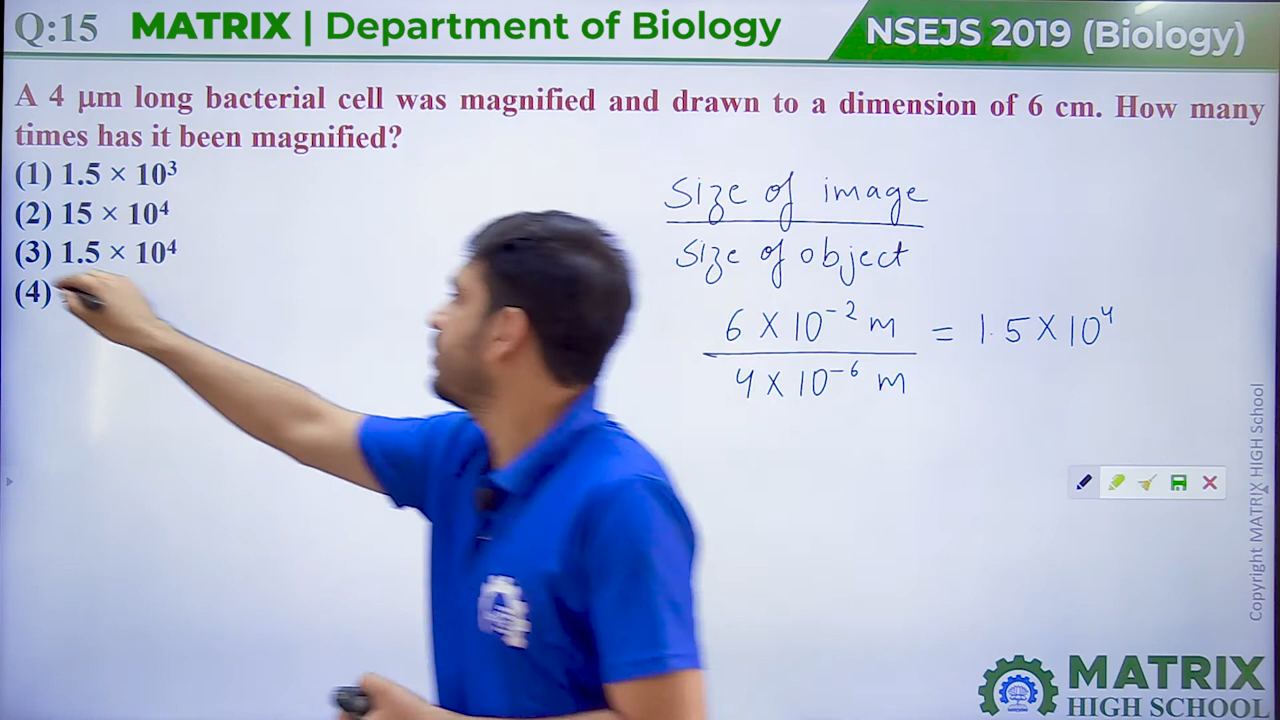 Q:15 MATRIX | Department of Biology NSEJS 2019 (Biology)
A 4 μm long bacterial cell was magnified and drawn to a dimension of 6 cm. How many
times has it been magnified?
(1) 1.5 × 10³
(2) 15 × 10⁴
(3) 1.5 × 10⁴
(4)
Size of image
Size of object
6 X 10⁻² m = 1.5 X 10⁴
4 X 10⁻⁶ m
Copyright MATRIX HIGH School
MATRIX
HIGH SCHOOL